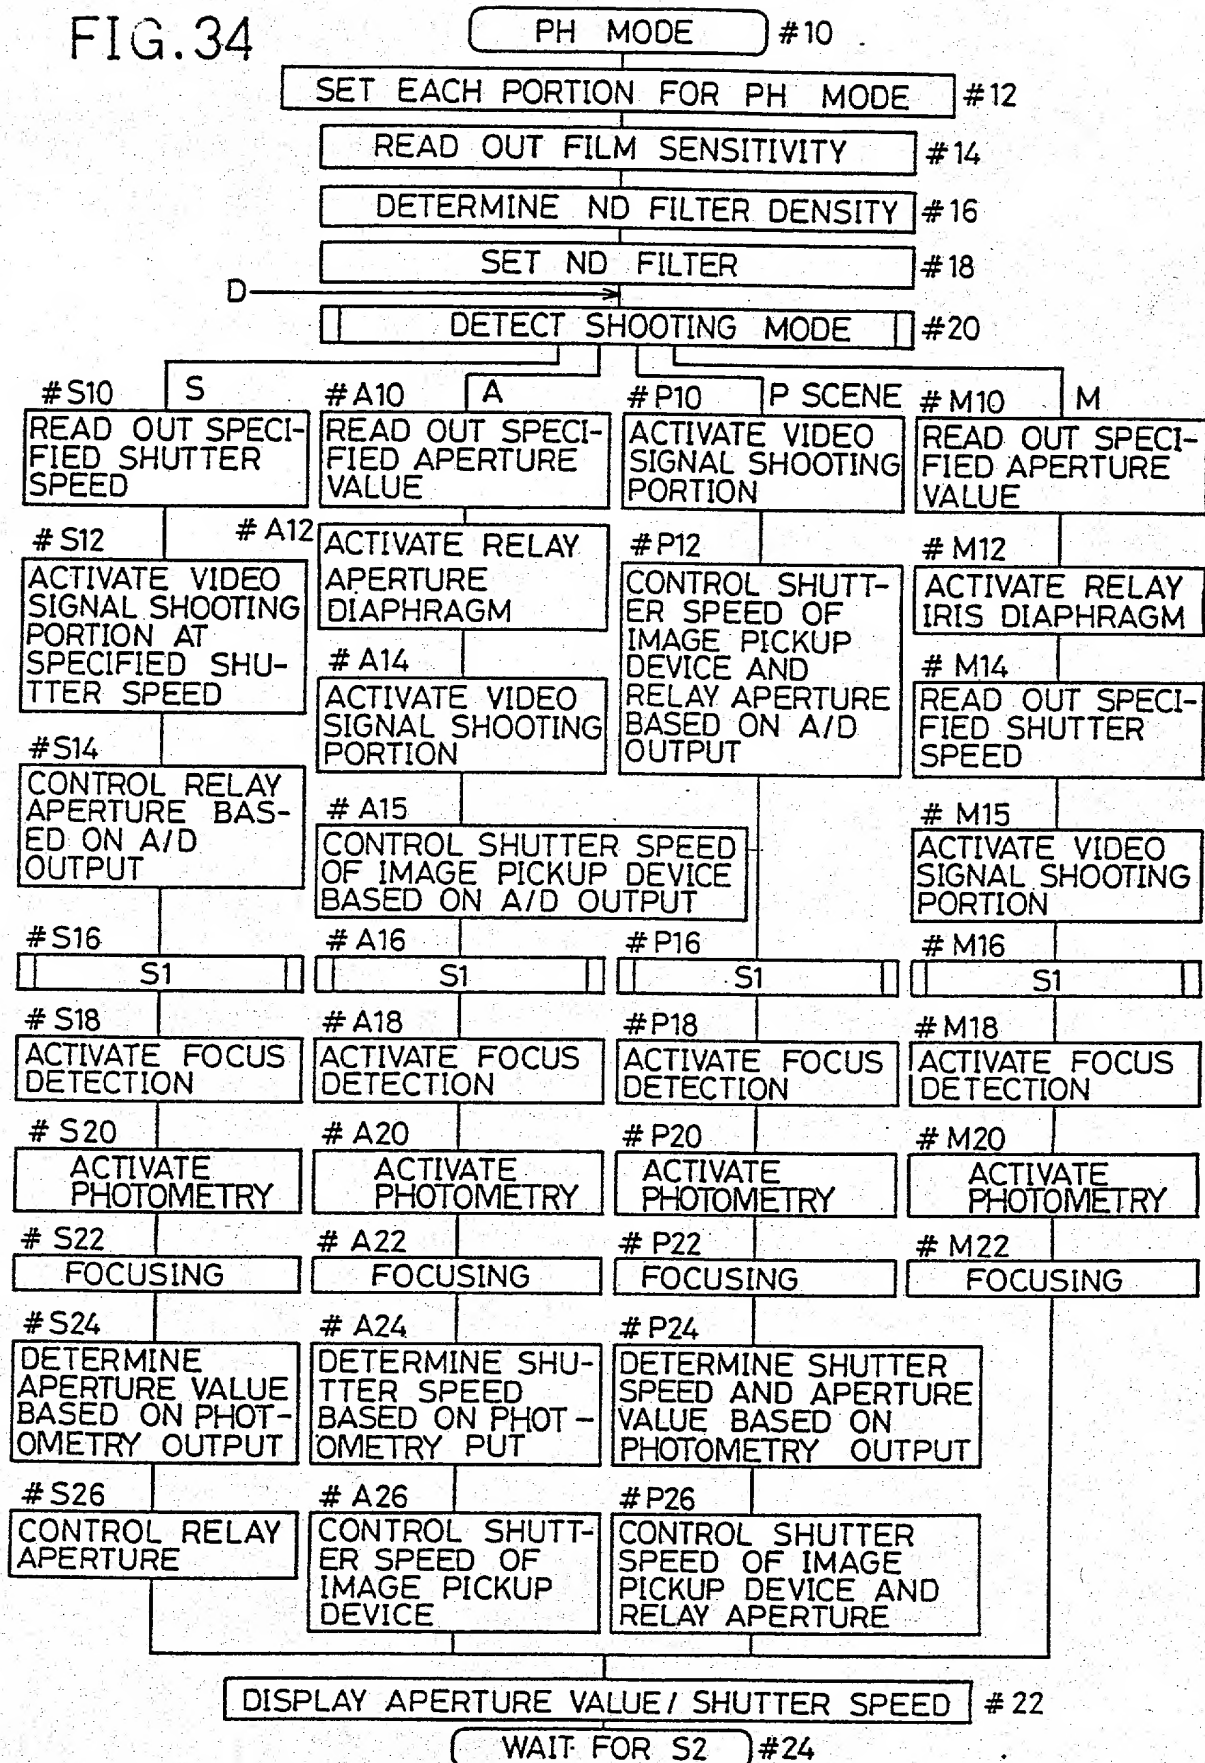 FIG.34
PH MODE #10
SET EACH PORTION FOR PH MODE #12
READ OUT FILM SENSITIVITY #14
DETERMINE ND FILTER DENSITY #16
SET ND FILTER #18
D
DETECT SHOOTING MODE #20
#S10 S
READ OUT SPECI-
FIED SHUTTER
SPEED
#S12
ACTIVATE VIDEO
SIGNAL SHOOTING
PORTION AT
SPECIFIED SHU-
TTER SPEED
#S14
CONTROL RELAY
APERTURE BAS-
ED ON A/D
OUTPUT
#S16
S1
#S18
ACTIVATE FOCUS
DETECTION
#S20
ACTIVATE
PHOTOMETRY
#S22
FOCUSING
#S24
DETERMINE
APERTURE VALUE
BASED ON PHOT-
OMETRY OUTPUT
#S26
CONTROL RELAY
APERTURE
#A10 A
READ OUT SPECI-
FIED APERTURE
VALUE
#A12
ACTIVATE RELAY
APERTURE
DIAPHRAGM
#A14
ACTIVATE VIDEO
SIGNAL SHOOTING
PORTION
#A15
CONTROL SHUTTER SPEED
OF IMAGE PICKUP DEVICE
BASED ON A/D OUTPUT
#A16
S1
#A18
ACTIVATE FOCUS
DETECTION
#A20
ACTIVATE
PHOTOMETRY
#A22
FOCUSING
#A24
DETERMINE SHU-
TTER SPEED
BASED ON PHOT-
OMETRY PUT
#A26
CONTROL SHUTT-
ER SPEED OF
IMAGE PICKUP
DEVICE
#P10 P SCENE
ACTIVATE VIDEO
SIGNAL SHOOTING
PORTION
#P12
CONTROL SHUTT-
ER SPEED OF
IMAGE PICKUP
DEVICE AND
RELAY APERTURE
BASED ON A/D
OUTPUT
#P16
S1
#P18
ACTIVATE FOCUS
DETECTION
#P20
ACTIVATE
PHOTOMETRY
#P22
FOCUSING
#P24
DETERMINE SHUTTER
SPEED AND APERTURE
VALUE BASED ON
PHOTOMETRY OUTPUT
#P26
CONTROL SHUTTER
SPEED OF IMAGE
PICKUP DEVICE AND
RELAY APERTURE
#M10 M
READ OUT SPECI-
FIED APERTURE
VALUE
#M12
ACTIVATE RELAY
IRIS DIAPHRAGM
#M14
READ OUT SPECI-
FIED SHUTTER
SPEED
#M15
ACTIVATE VIDEO
SIGNAL SHOOTING
PORTION
#M16
S1
#M18
ACTIVATE FOCUS
DETECTION
#M20
ACTIVATE
PHOTOMETRY
#M22
FOCUSING
DISPLAY APERTURE VALUE/SHUTTER SPEED #22
WAIT FOR S2 #24